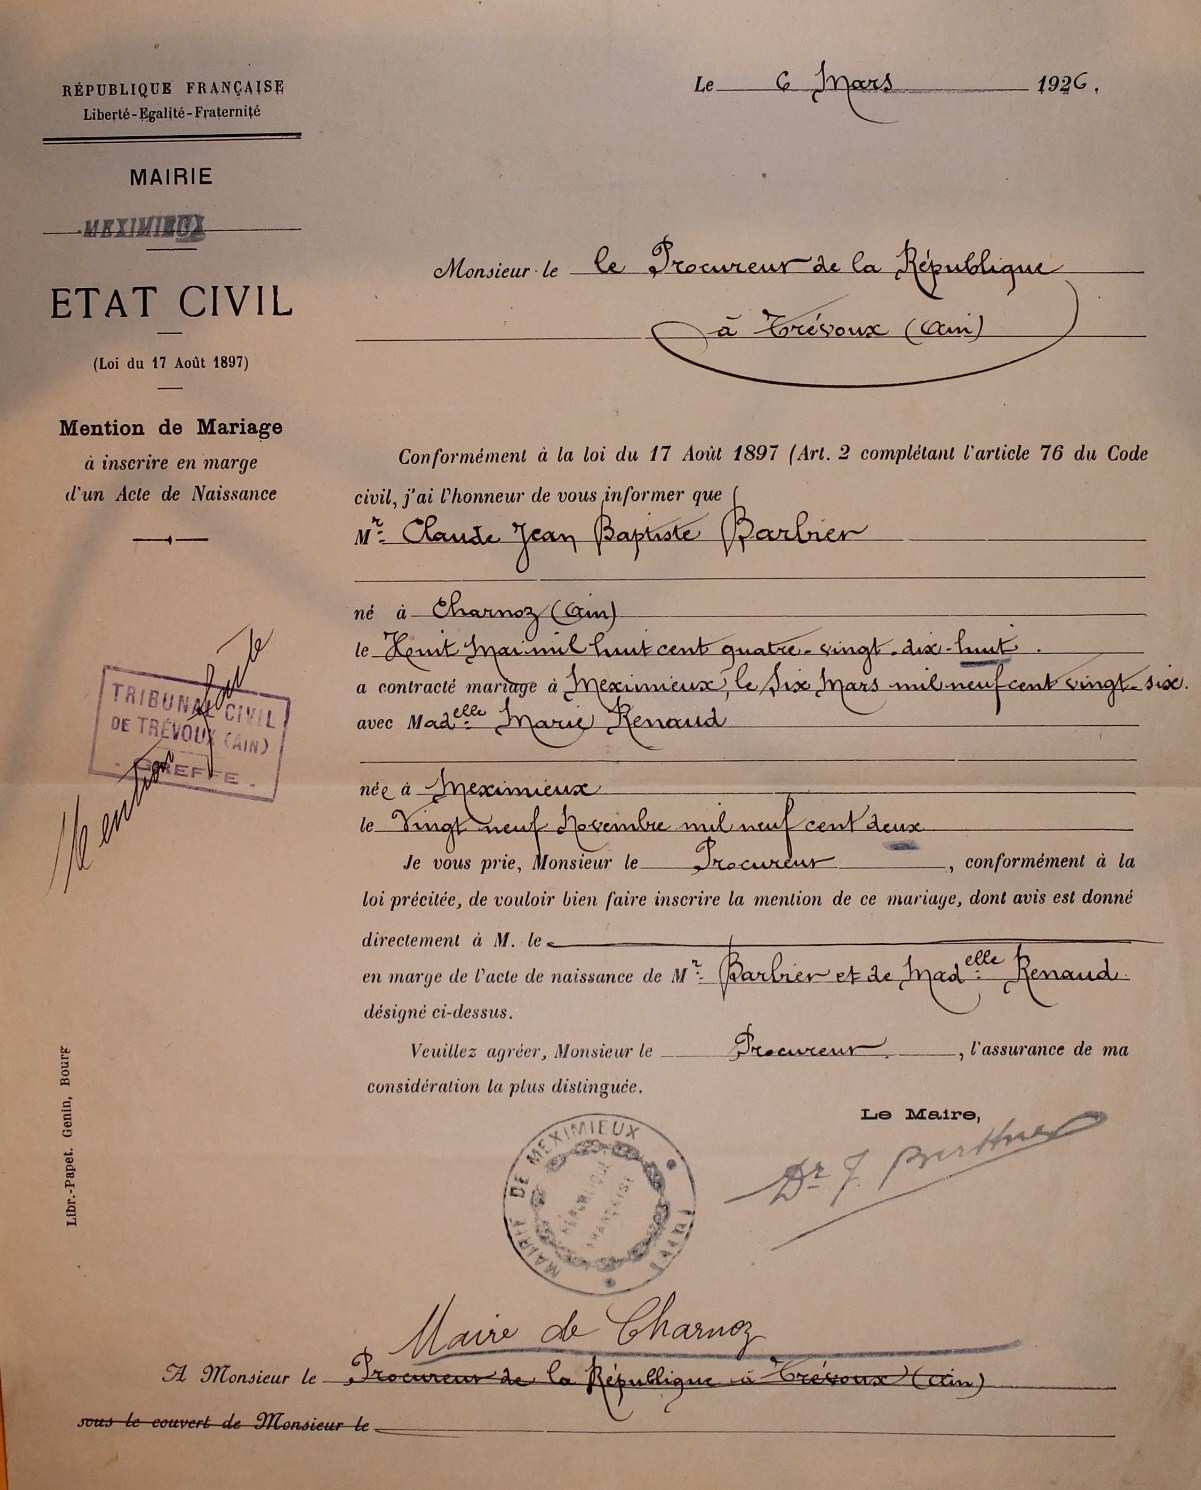 RÉPUBLIQUE FRANÇAISE
Liberté-Egalité-Fraternité
MAIRIE
MEXIMIEUX
ETAT CIVIL
(Loi du 17 Août 1897)
Mention de Mariage
à inscrire en marge
d'un Acte de Naissance
Le 6 Mars 1926.
Monsieur le le Procureur de la République
à Trévoux (Ain)
Conformément à la loi du 17 Août 1897 (Art. 2 complétant l'article 76 du Code
civil, j'ai l'honneur de vous informer que
Mr Claude Jean Baptiste Barbier
né à Charnoz (Ain)
le Huit Mai mil huit cent quatre-vingt-dix-huit.
a contracté mariage à Meximieux, le Six Mars mil neuf cent vingt-six.
avec Madelle Marie Renaud
née à Meximieux
le Vingt neuf Novembre mil neuf cent deux
Je vous prie, Monsieur le Procureur, conformément à la
loi précitée, de vouloir bien faire inscrire la mention de ce mariage, dont avis est donné
directement à M. le
en marge de l'acte de naissance de Mr Barbier et de Madelle Renaud.
désigné ci-dessus.
Veuillez agréer, Monsieur le Procureur, l'assurance de ma
considération la plus distinguée.
Le Maire,
Dr J.
MAIRIE DE MEXIMIEUX
(AIN)
RÉPUBLIQUE
FRANÇAISE
Maire de Charnoz
A Monsieur le Procureur de la République à Trévoux (Ain)
sous le couvert de Monsieur le
TRIBUNAL CIVIL
DE TRÉVOUX (AIN)
- GREFFE -
Mention faite
Libr.-Papet. Genin, Bourg